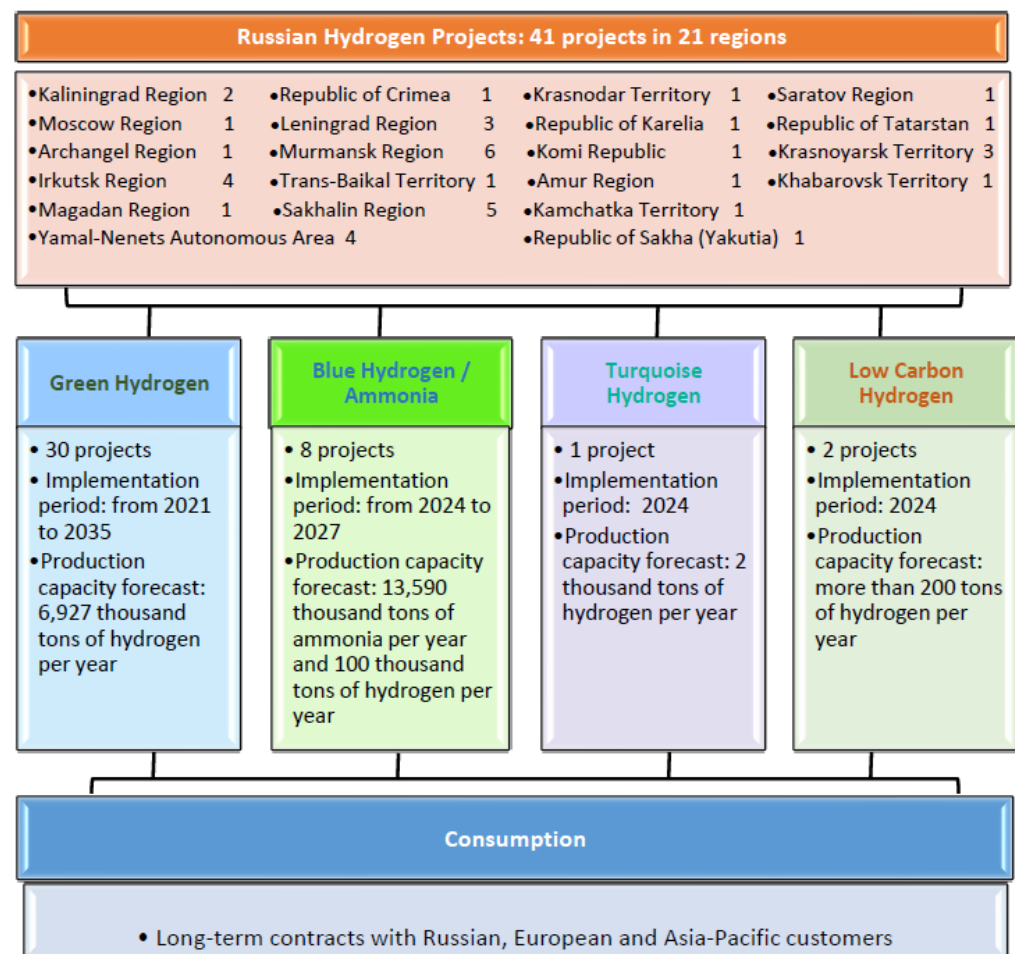 Russian Hydrogen Projects: 41 projects in 21 regions
•Kaliningrad Region 2 •Republic of Crimea 1 •Krasnodar Territory 1 •Saratov Region 1
•Moscow Region 1 •Leningrad Region 3 •Republic of Karelia 1 •Republic of Tatarstan 1
•Archangel Region 1 •Murmansk Region 6 •Komi Republic 1 •Krasnoyarsk Territory 3
•Irkutsk Region 4 •Trans-Baikal Territory 1 •Amur Region 1 •Khabarovsk Territory 1
•Magadan Region 1 •Sakhalin Region 5 •Kamchatka Territory 1
•Yamal-Nenets Autonomous Area 4 •Republic of Sakha (Yakutia) 1
Green Hydrogen
• 30 projects
• Implementation
period: from 2021
to 2035
•Production
capacity forecast:
6,927 thousand
tons of hydrogen
per year
Blue Hydrogen /
Ammonia
• 8 projects
•Implementation
period: from 2024 to
2027
•Production capacity
forecast: 13,590
thousand tons of
ammonia per year
and 100 thousand
tons of hydrogen per
year
Turquoise
Hydrogen
• 1 project
•Implementation
period: 2024
•Production
capacity forecast: 2
thousand tons of
hydrogen per year
Low Carbon
Hydrogen
• 2 projects
•Implementation
period: 2024
•Production
capacity forecast:
more than 200 tons
of hydrogen per
year
Consumption
• Long-term contracts with Russian, European and Asia-Pacific customers